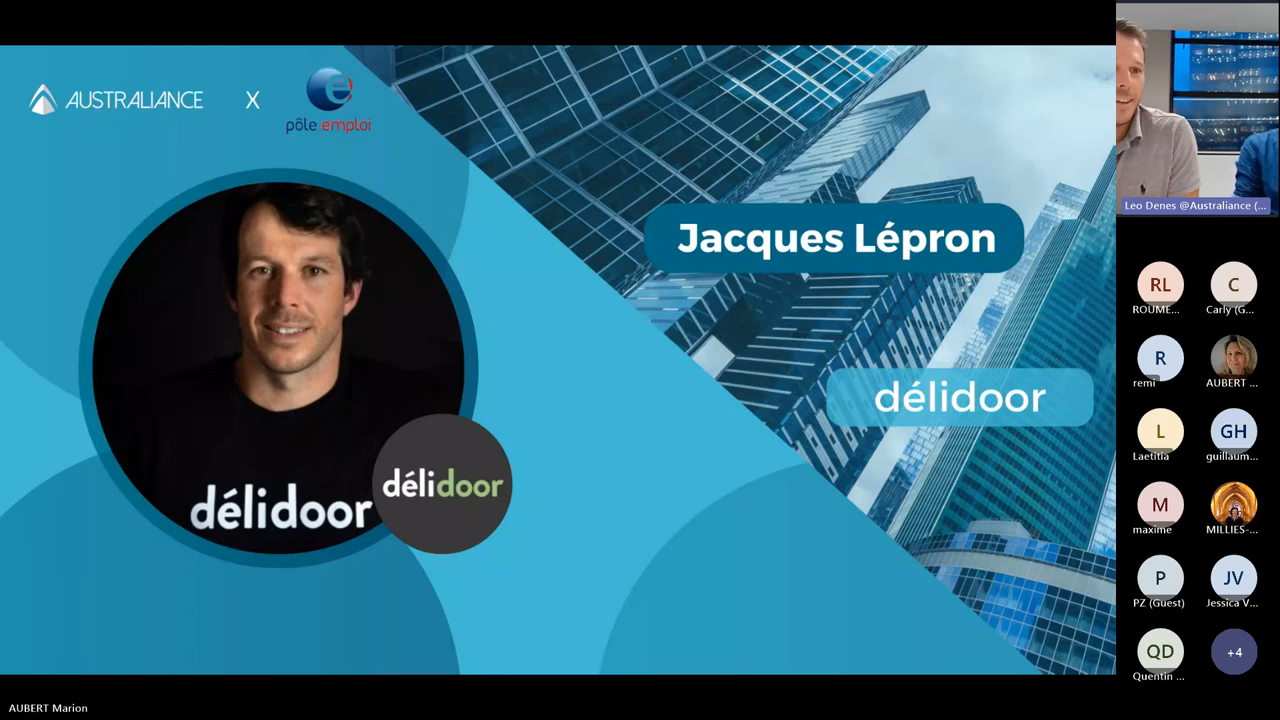 AUSTRALIANCE
X
pôle emploi
Jacques Lépron
délidoor
délidoor
délidoor
Leo Denes @Australiance (...
RL
ROUME...
C
Carly (G...
R
remi
AUBERT ...
L
Laetitia
GH
guillaum...
M
maxime
MILLIES-...
P
PZ (Guest)
JV
Jessica V...
QD
Quentin ...
+4
AUBERT Marion